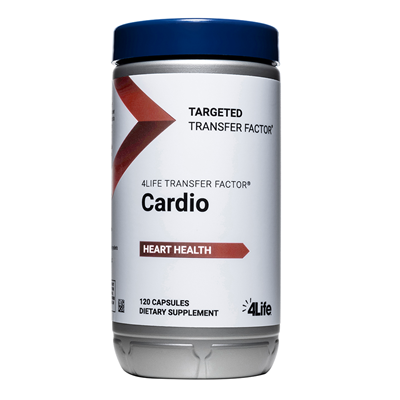 TARGETED
TRANSFER FACTOR®
4LIFE TRANSFER FACTOR®
Cardio
HEART HEALTH
120 CAPSULES
DIETARY SUPPLEMENT
4Life